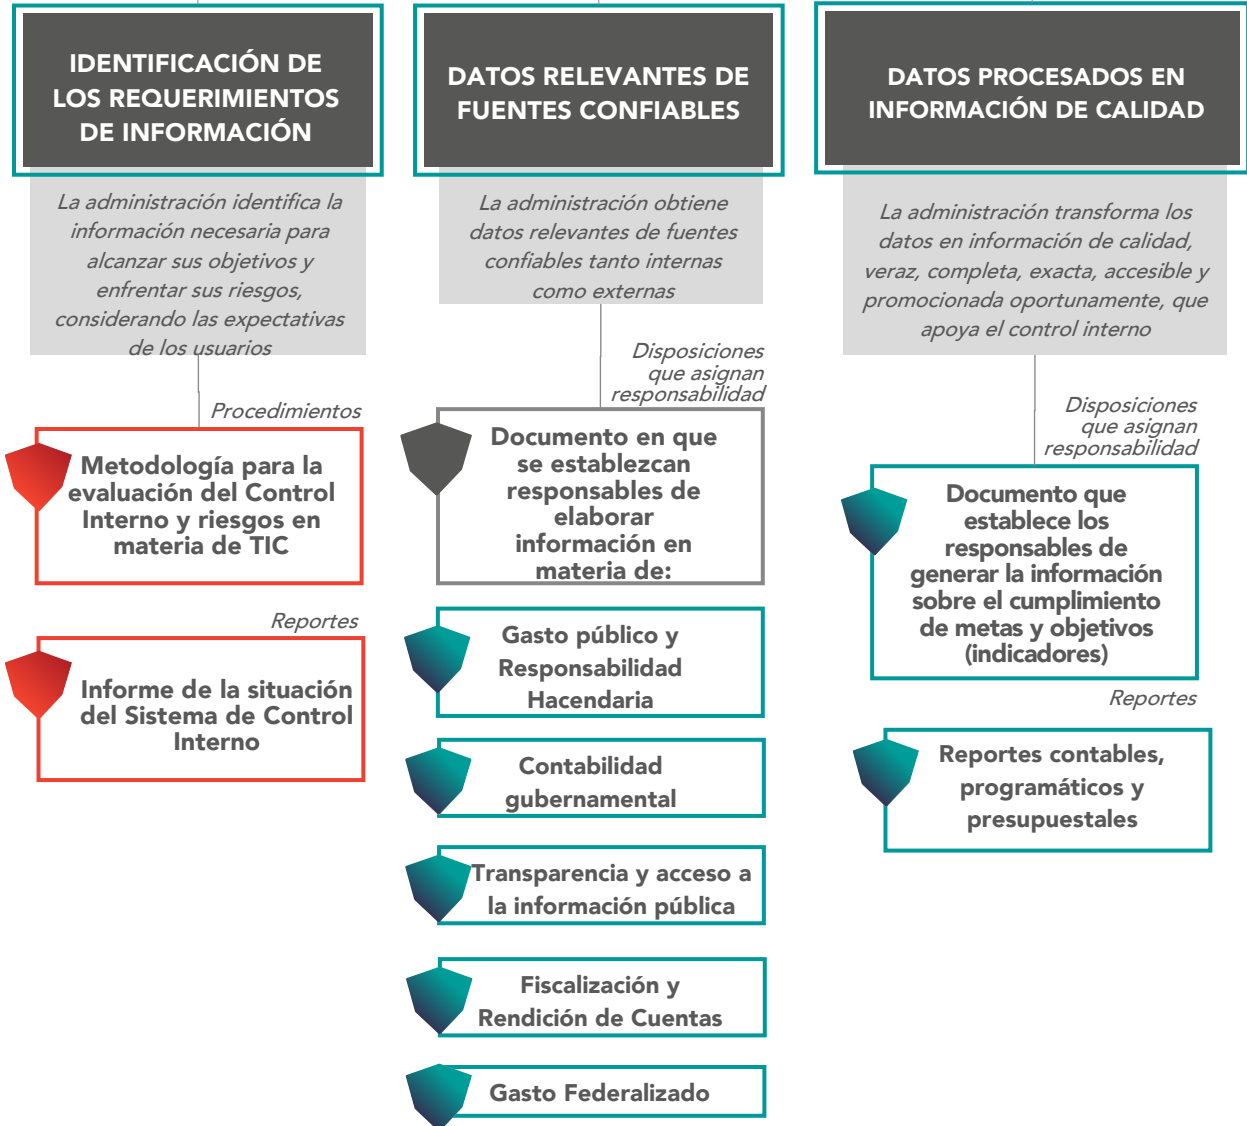 IDENTIFICACIÓN DE
LOS REQUERIMIENTOS
DE INFORMACIÓN
La administración identifica la
información necesaria para
alcanzar sus objetivos y
enfrentar sus riesgos,
considerando las expectativas
de los usuarios
Procedimientos
Metodología para la
evaluación del Control
Interno y riesgos en
materia de TIC
Reportes
Informe de la situación
del Sistema de Control
Interno
DATOS RELEVANTES DE
FUENTES CONFIABLES
La administración obtiene
datos relevantes de fuentes
confiables tanto internas
como externas
Disposiciones
que asignan
responsabilidad
Documento en que
se establezcan
responsables de
elaborar
información en
materia de:
Gasto público y
Responsabilidad
Hacendaria
Contabilidad
gubernamental
Transparencia y acceso a
la información pública
Fiscalización y
Rendición de Cuentas
Gasto Federalizado
DATOS PROCESADOS EN
INFORMACIÓN DE CALIDAD
La administración transforma los
datos en información de calidad,
veraz, completa, exacta, accesible y
promocionada oportunamente, que
apoya el control interno
Disposiciones
que asignan
responsabilidad
Documento que
establece los
responsables de
generar la información
sobre el cumplimiento
de metas y objetivos
(indicadores)
Reportes
Reportes contables,
programáticos y
presupuestales